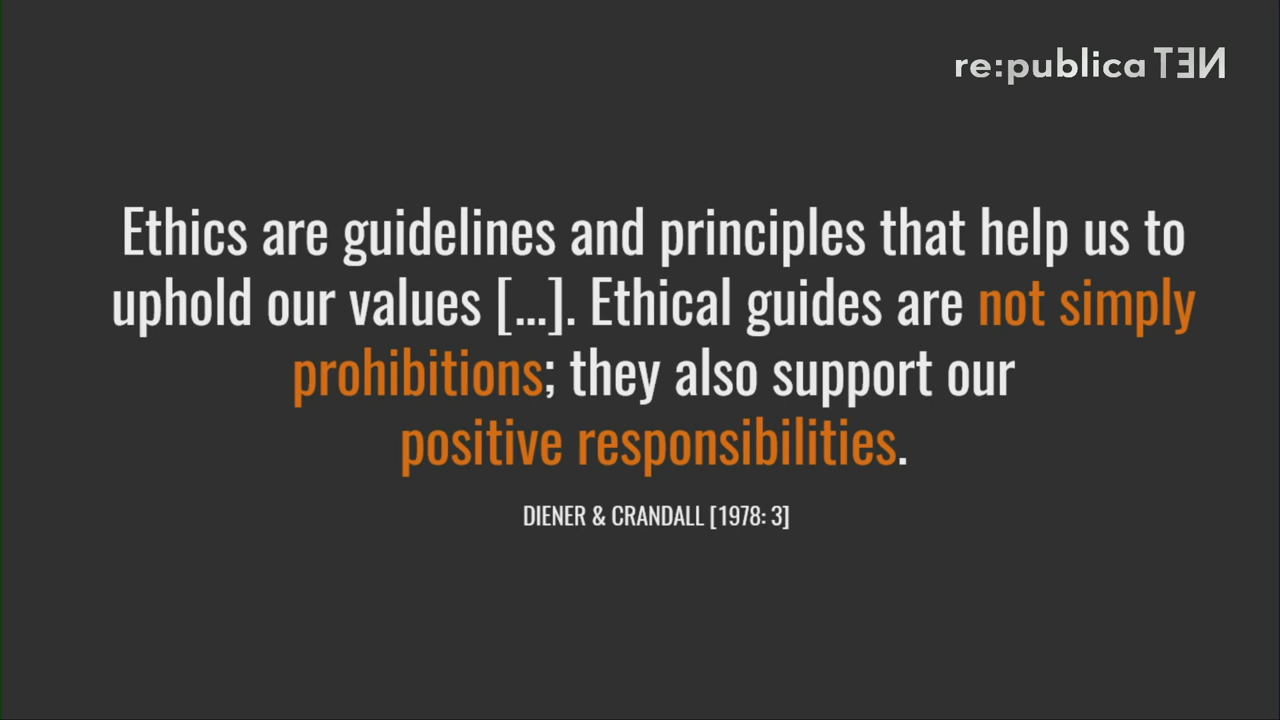 re:publica TEN
Ethics are guidelines and principles that help us to
uphold our values [...]. Ethical guides are not simply
prohibitions; they also support our
positive responsibilities.
DIENER & CRANDALL [1978: 3]